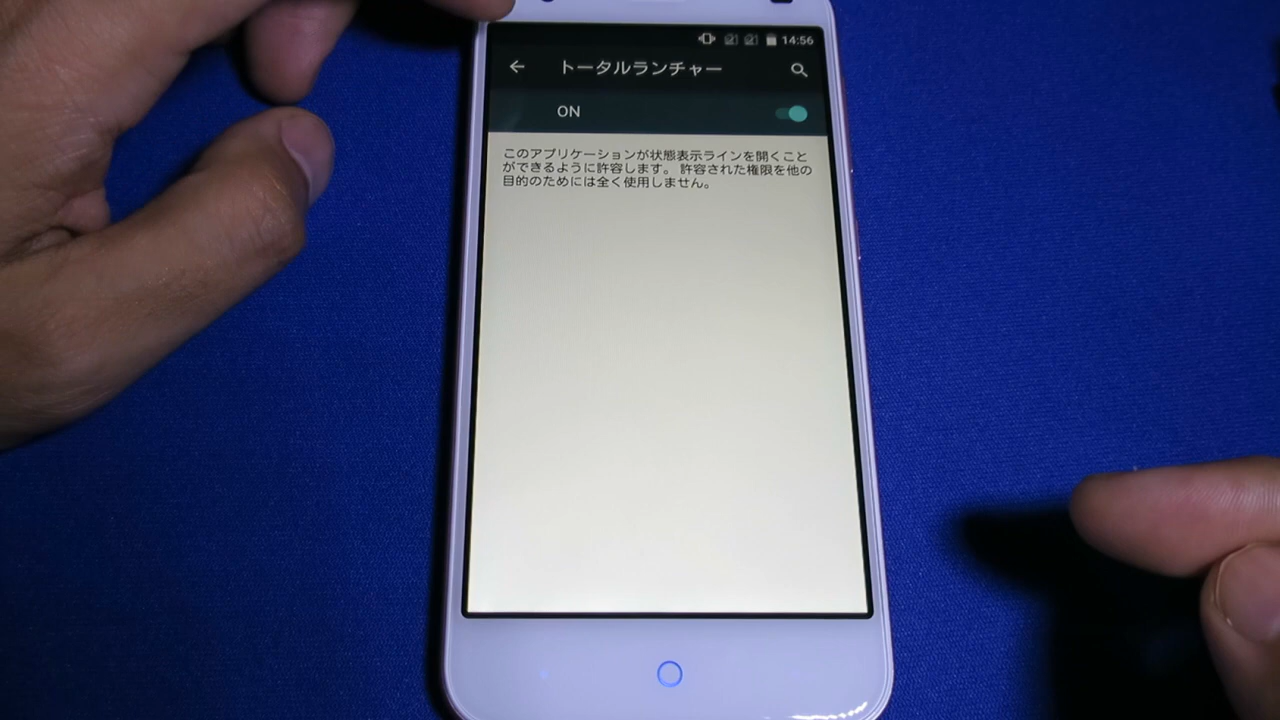 14:56
トータルランチャー
ON
このアプリケーションが状態表示ラインを開くこと
ができるように許容します。 許容された権限を他の
目的のためには全く使用しません。